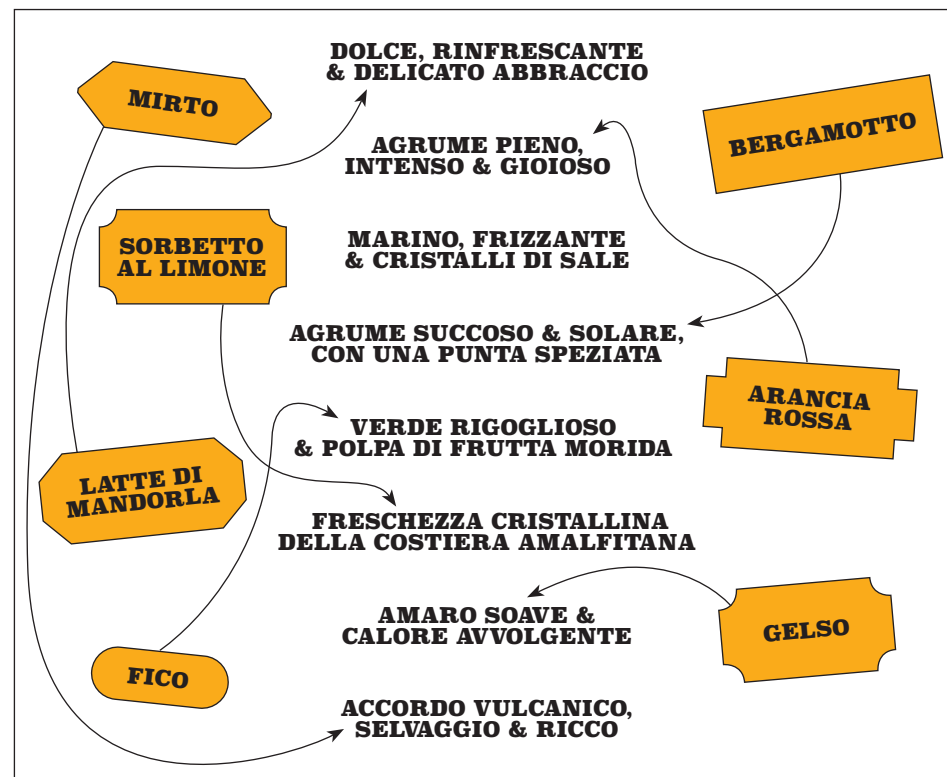 DOLCE, RINFRESCANTE
& DELICATO ABBRACCIO
MIRTO
BERGAMOTTO
AGRUME PIENO,
INTENSO & GIOIOSO
SORBETTO
AL LIMONE
MARINO, FRIZZANTE
& CRISTALLI DI SALE
AGRUME SUCCOSO & SOLARE,
CON UNA PUNTA SPEZIATA
ARANCIA
ROSSA
VERDE RIGOGLIOSO
& POLPA DI FRUTTA MORIDA
LATTE DI
MANDORLA
FRESCHEZZA CRISTALLINA
DELLA COSTIERA AMALFITANA
AMARO SOAVE &
CALORE AVVOLGENTE
GELSO
FICO
ACCORDO VULCANICO,
SELVAGGIO & RICCO